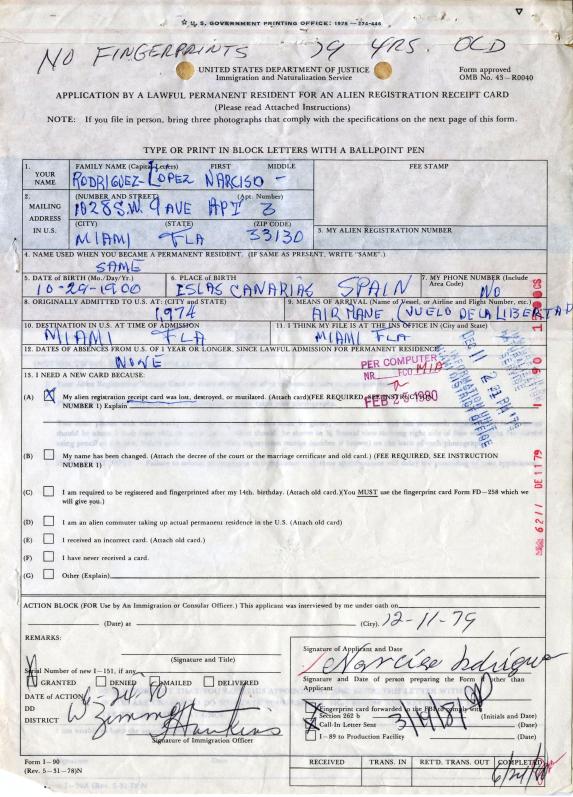 ☆ U. S. GOVERNMENT PRINTING OFFICE: 1978 — 274-446
NO FINGERPRINTS 79 YRS. OLD
UNITED STATES DEPARTMENT OF JUSTICE
Immigration and Naturalization Service
Form approved
OMB No. 43—R0040
APPLICATION BY A LAWFUL PERMANENT RESIDENT FOR AN ALIEN REGISTRATION RECEIPT CARD
(Please read Attached Instructions)
NOTE: If you file in person, bring three photographs that comply with the specifications on the next page of this form.
TYPE OR PRINT IN BLOCK LETTERS WITH A BALLPOINT PEN
1. YOUR NAME
FAMILY NAME (Capital Letters) FIRST MIDDLE
RODRIGUEZ-LOPEZ NARCISO -
FEE STAMP
2. MAILING ADDRESS IN U.S.
(NUMBER AND STREET) (Apt. Number)
1028 S.W. 9 AVE APT 3
(CITY) (STATE) (ZIP CODE)
MIAMI FLA 33130
3. MY ALIEN REGISTRATION NUMBER
4. NAME USED WHEN YOU BECAME A PERMANENT RESIDENT. (IF SAME AS PRESENT, WRITE "SAME".)
SAME
5. DATE OF BIRTH (Mo./Day/Yr.)
10-29-1900
6. PLACE OF BIRTH
ISLAS CANARIAS SPAIN
7. MY PHONE NUMBER (Include Area Code)
NO
8. ORIGINALLY ADMITTED TO U.S. AT: (CITY and STATE)
1974
9. MEANS OF ARRIVAL (Name of Vessel, or Airline and Flight Number, etc.)
AIRMANE (VUELO DE LA LIBERTAD
10. DESTINATION IN U.S. AT TIME OF ADMISSION
MIAMI FLA
11. I THINK MY FILE IS AT THE INS OFFICE IN (City and State)
MIAMI FLA
12. DATES OF ABSENCES FROM U.S. OF 1 YEAR OR LONGER, SINCE LAWFUL ADMISSION FOR PERMANENT RESIDENCE
NONE
PER COMPUTER
NR FCO MIA
FEB 28 1980
INFORMATION UNIT
DISTRICT OFFICE
DE 11 79
13. I NEED A NEW CARD BECAUSE:
(A) X My alien registration receipt card was lost, destroyed, or mutilated. (Attach card)(FEE REQUIRED, SEE INSTRUCTION
NUMBER 1) Explain
(B) My name has been changed. (Attach the decree of the court or the marriage certificate and old card.) (FEE REQUIRED, SEE INSTRUCTION
NUMBER 1)
(C) I am required to be registered and fingerprinted after my 14th. birthday. (Attach old card.)(You MUST use the fingerprint card Form FD—258 which we
will give you.)
(D) I am an alien commuter taking up actual permanent residence in the U.S. (Attach old card)
(E) I received an incorrect card. (Attach old card.)
(F) I have never received a card.
(G) Other (Explain)
ACTION BLOCK (FOR Use by An Immigration or Consular Officer.) This applicant was interviewed by me under oath on
(Date) at (City). 12-11-79
REMARKS:
(Signature and Title)
Serial Number of new I—151, if any
GRANTED DENIED MAILED DELIVERED
DATE OF ACTION
DD
DISTRICT
Signature of Immigration Officer
Signature of Applicant and Date
Signature and Date of person preparing the Form if other than
Applicant
Fingerprint card forwarded to the FBI to comply with
Section 262 b (Initials and Date)
Call-In Letter Sent (Date)
I—89 to Production Facility (Date)
Form I—90
(Rev. 5—31—78)N
RECEIVED TRANS. IN RET'D. TRANS. OUT COMPLETED